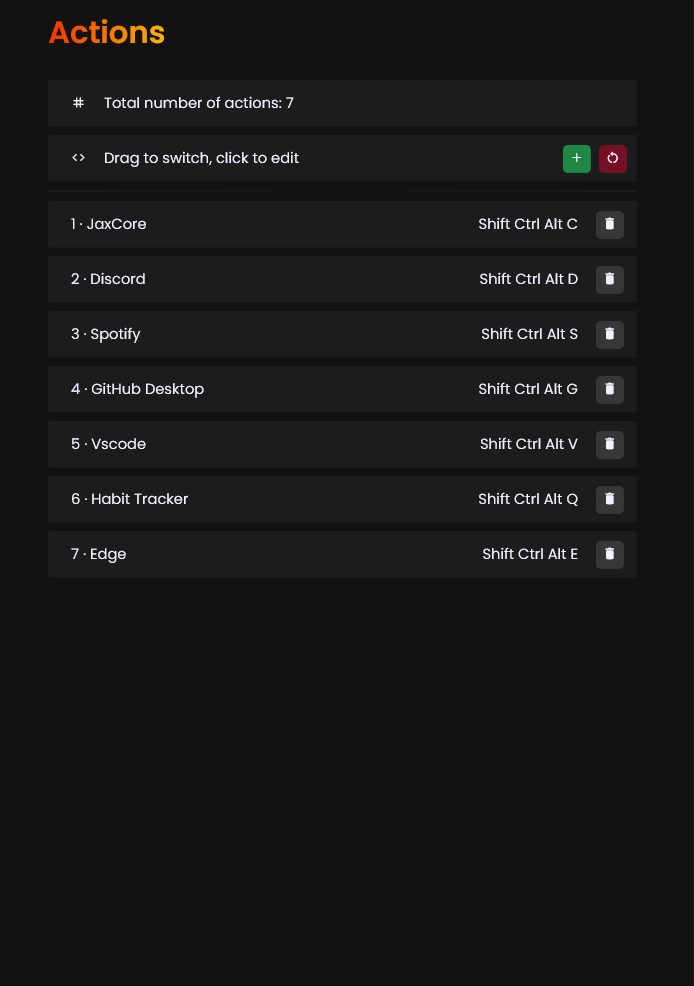 Actions
# Total number of actions: 7
<> Drag to switch, click to edit +
1 · JaxCore Shift Ctrl Alt C
2 · Discord Shift Ctrl Alt D
3 · Spotify Shift Ctrl Alt S
4 · GitHub Desktop Shift Ctrl Alt G
5 · Vscode Shift Ctrl Alt V
6 · Habit Tracker Shift Ctrl Alt Q
7 · Edge Shift Ctrl Alt E